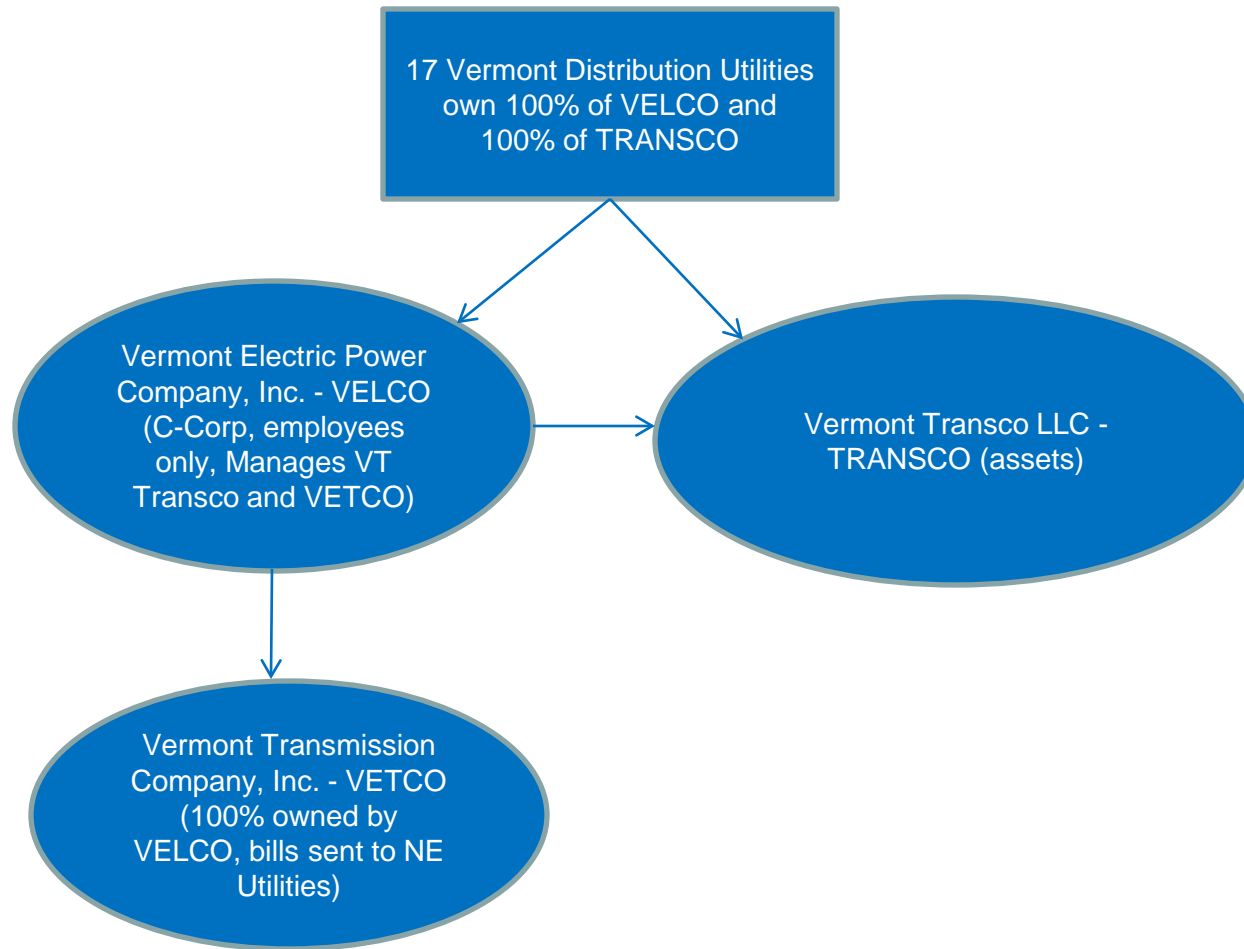 17 Vermont Distribution Utilities
own 100% of VELCO and
100% of TRANSCO
Vermont Electric Power
Company, Inc. - VELCO
(C-Corp, employees
only, Manages VT
Transco and VETCO)
Vermont Transco LLC -
TRANSCO (assets)
Vermont Transmission
Company, Inc. - VETCO
(100% owned by
VELCO, bills sent to NE
Utilities)